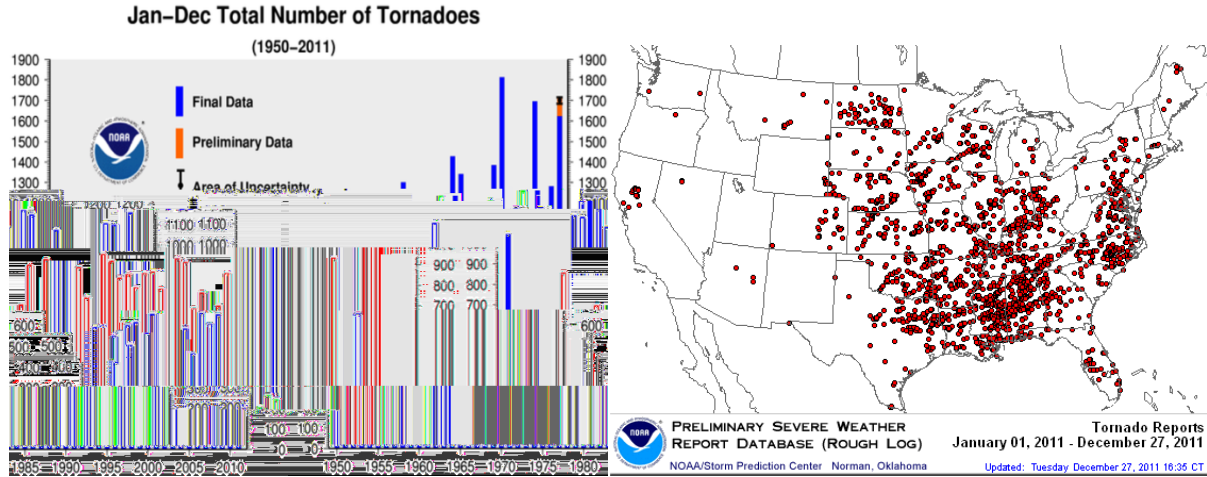 Jan-Dec Total Number of Tornadoes
(1950-2011)
1900 1900
1800 1800
1700 1700
1600 1600
1500 1500
1400 1400
1300 1300
Final Data
Preliminary Data
Area of Uncertainty
NOAA
1100 1100
1000 1000
900 900
800 800
700 700
600 600
500 500
400 400
100 100
0 0
1985 1990 1995 2000 2005 2010 1950 1955 1960 1965 1970 1975 1980
NOAA
PRELIMINARY SEVERE WEATHER
REPORT DATABASE (ROUGH LOG)
NOAA/Storm Prediction Center Norman, Oklahoma
Tornado Reports
January 01, 2011 - December 27, 2011
Updated: Tuesday December 27, 2011 16:35 CT